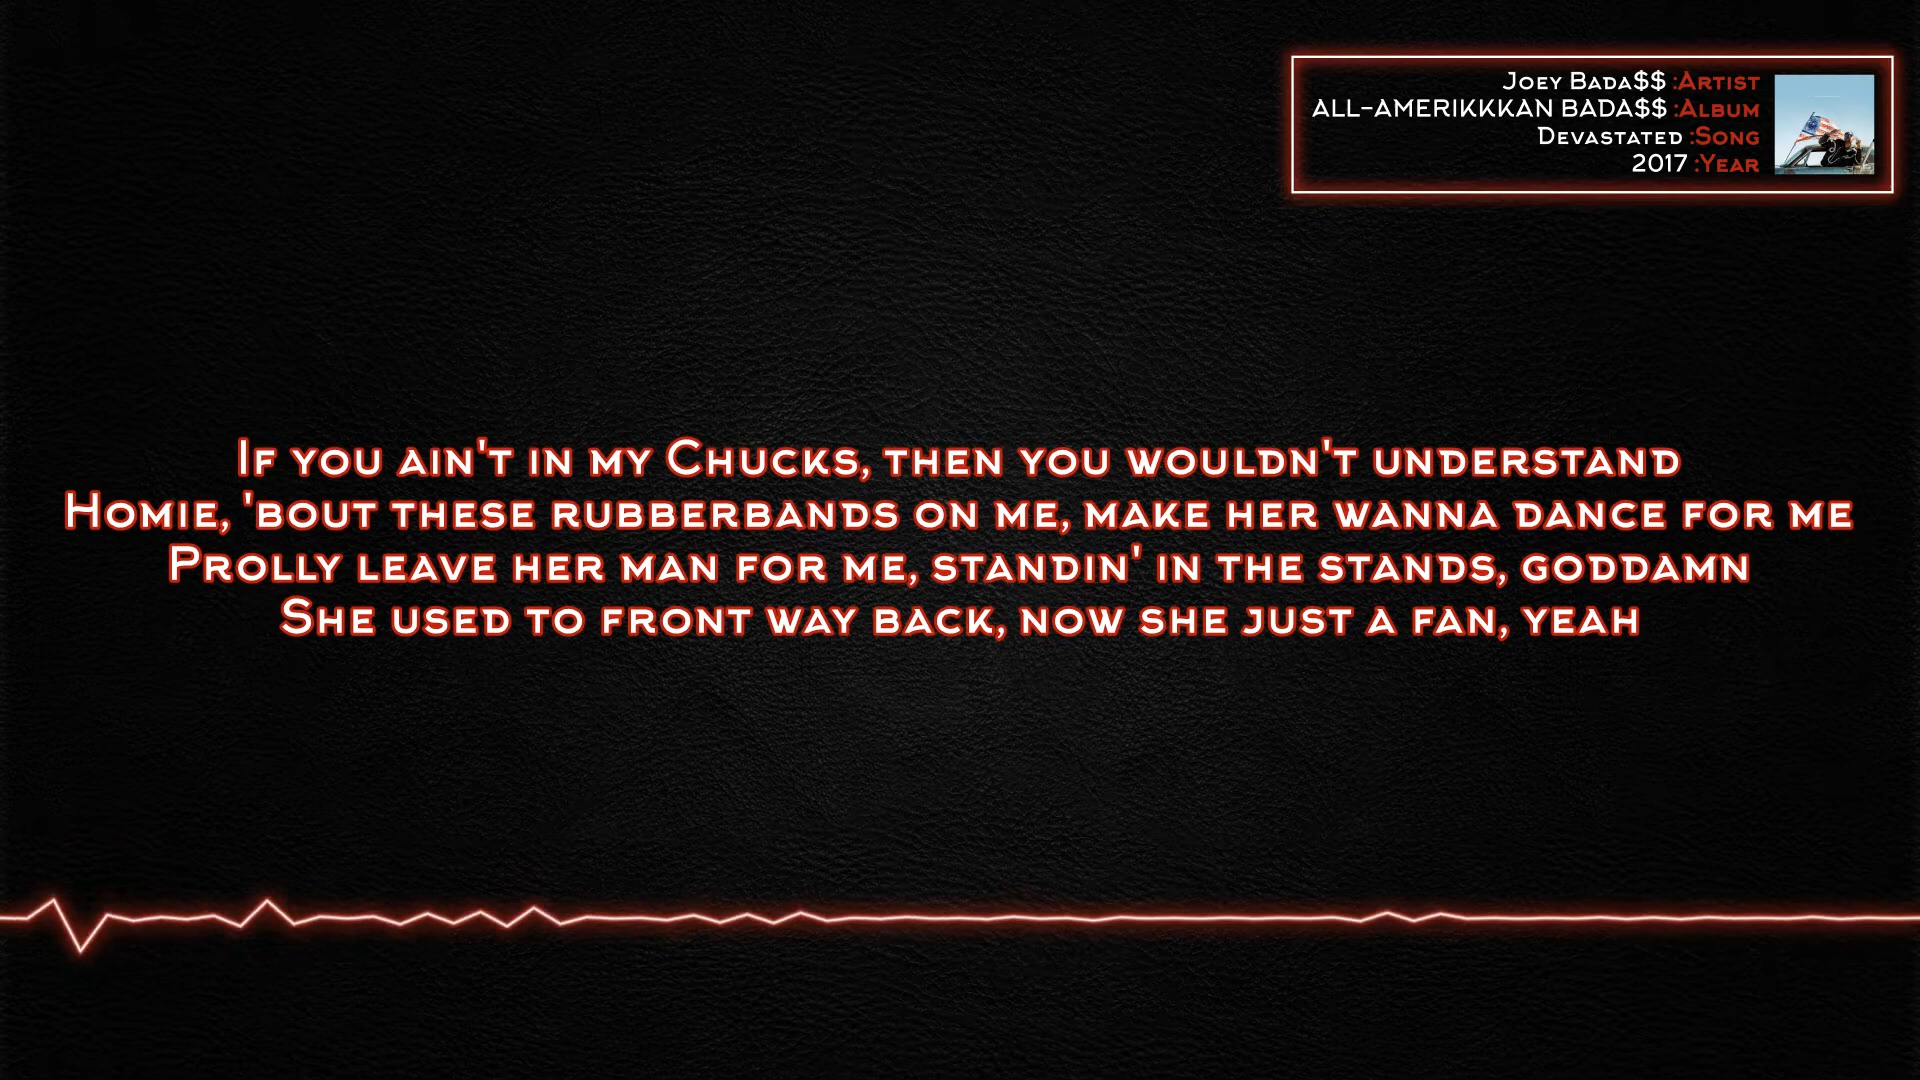 Joey Bada$$ :Artist
ALL-AMERIKKKAN BADA$$ :Album
Devastated :Song
2017 :Year
If you ain't in my Chucks, then you wouldn't understand
Homie, 'bout these rubberbands on me, make her wanna dance for me
Prolly leave her man for me, standin' in the stands, goddamn
She used to front way back, now she just a fan, yeah